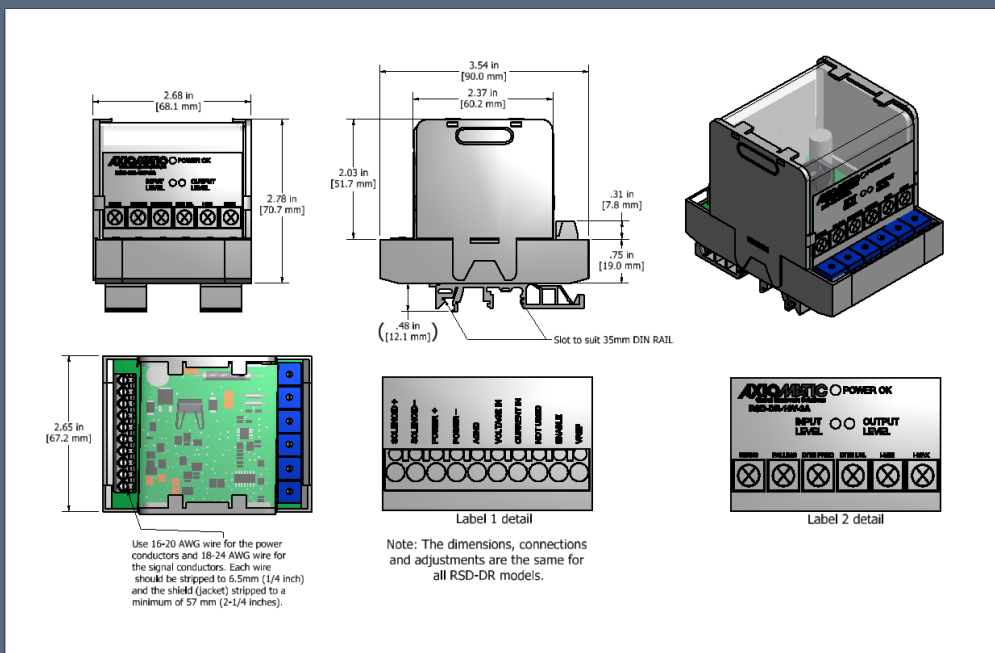 2.68 in
[68.1 mm]
3.54 in
[90.0 mm]
2.37 in
[60.2 mm]
2.78 in
[70.7 mm]
2.03 in
[51.7 mm]
.31 in
[7.8 mm]
.75 in
[19.0 mm]
.48 in
[12.1 mm]
Slot to suit 35mm DIN RAIL
AXIOMATIC
POWER OK
INPUT
LEVEL
OUTPUT
LEVEL
2.65 in
[67.2 mm]
Use 16-20 AWG wire for the power
conductors and 18-24 AWG wire for
the signal conductors. Each wire
should be stripped to 6.5mm (1/4 inch)
and the shield (jacket) stripped to a
minimum of 57 mm (2-1/4 inches).
SOLENOID +
SOLENOID-
POWER +
POWER -
AGND
VOLTAGE IN
CURRENT IN
NOT USED
ENABLE
VREF
Label 1 detail
Note: The dimensions, connections
and adjustments are the same for
all RSD-DR models.
AXIOMATIC POWER OK
INPUT OUTPUT
LEVEL LEVEL
Label 2 detail